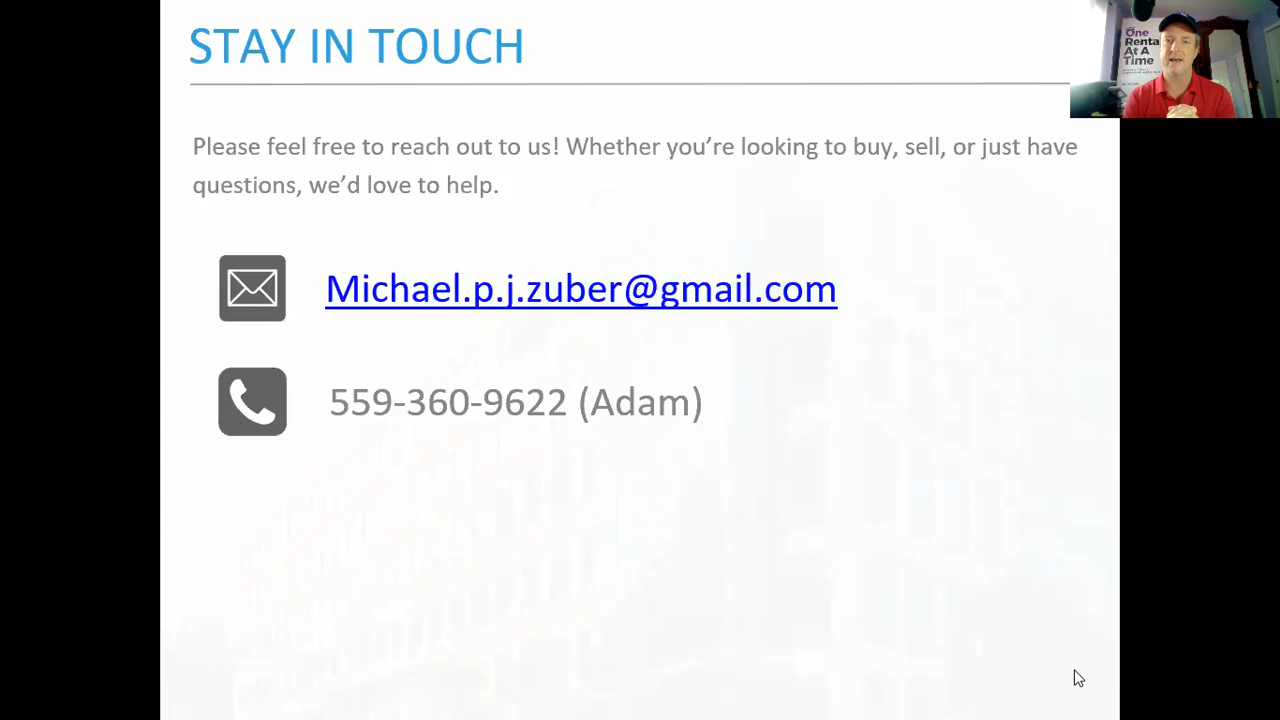 STAY IN TOUCH
Please feel free to reach out to us! Whether you’re looking to buy, sell, or just have
questions, we’d love to help.
Michael.p.j.zuber@gmail.com
559-360-9622 (Adam)
One
Rental
At A
Time